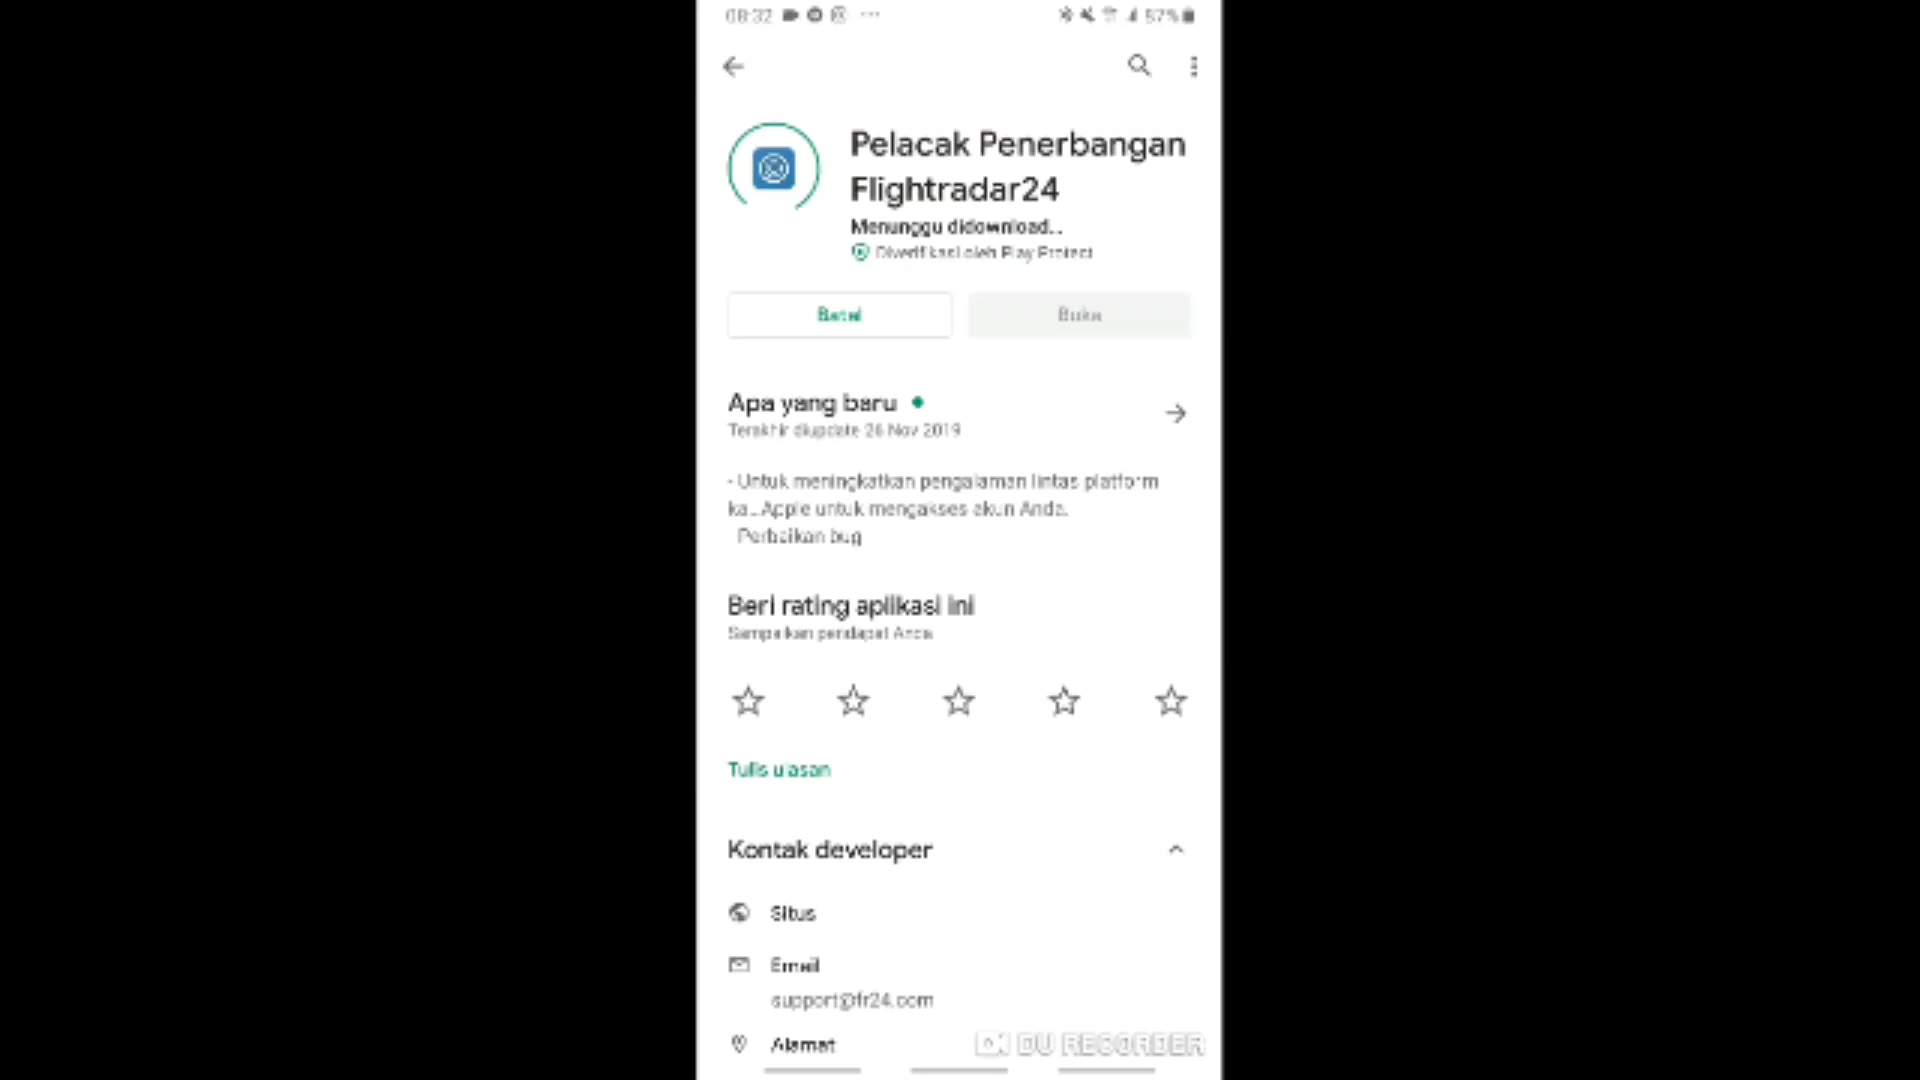 08:32
57%
Pelacak Penerbangan
Flightradar24
Menunggu didownload...
Diverifikasi oleh Play Protect
Batal
Buka
Apa yang baru
Terakhir diupdate 26 Nov 2019
- Untuk meningkatkan pengalaman lintas platform
ka...Apple untuk mengakses akun Anda.
Perbaikan bug
Beri rating aplikasi ini
Sampaikan pendapat Anda
Tulis ulasan
Kontak developer
Situs
Email
support@fr24.com
Alamat
DU RECORDER